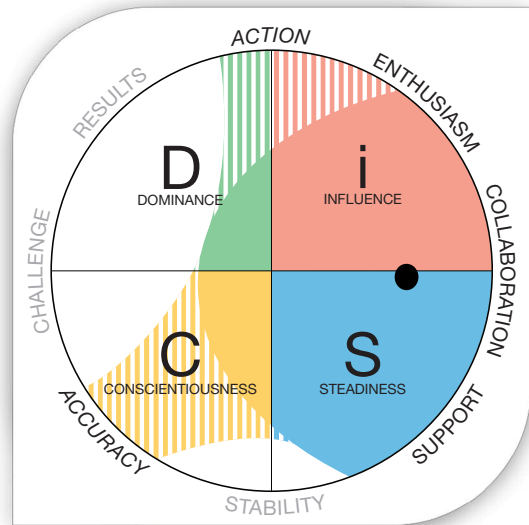 ACTION
ENTHUSIASM
RESULTS
D
DOMINANCE
i
INFLUENCE
CHALLENGE
COLLABORATION
C
CONSCIENTIOUSNESS
S
STEADINESS
ACCURACY
SUPPORT
STABILITY